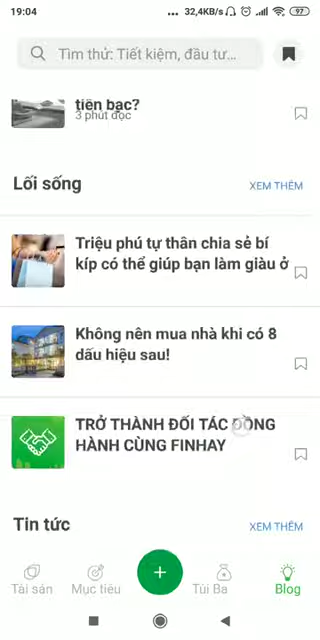 19:04
... 32,4KB/s 97
Tìm thử: Tiết kiệm, đầu tư...
tiền bạc?
3 phút đọc
Lối sống
XEM THÊM
Triệu phú tự thân chia sẻ bí
kíp có thể giúp bạn làm giàu ở
Không nên mua nhà khi có 8
dấu hiệu sau!
TRỞ THÀNH ĐỐI TÁC ĐỒNG
HÀNH CÙNG FINHAY
Tin tức
XEM THÊM
Tài sản Mục tiêu Túi Ba Blog